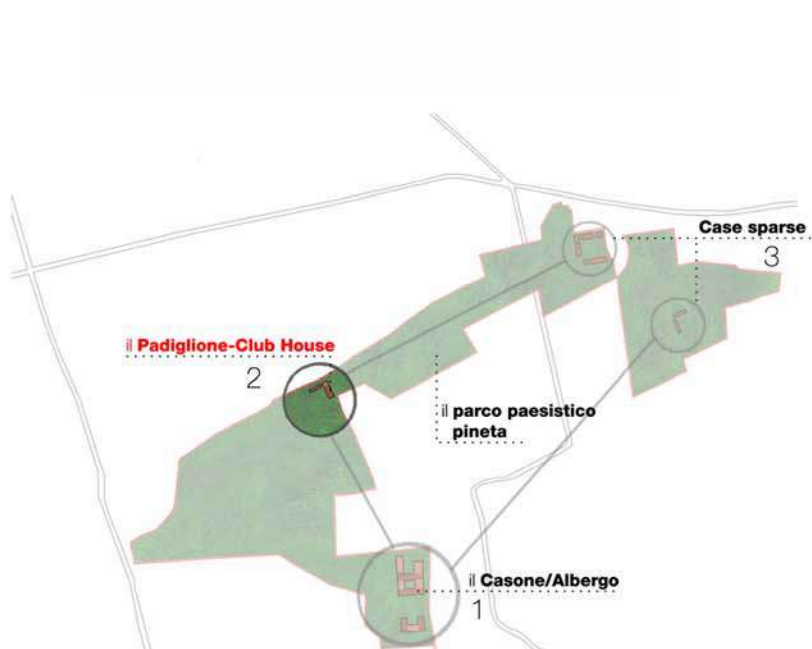 Case sparse
3
il Padiglione-Club House
2
il parco paesistico
pineta
il Casone/Albergo
1